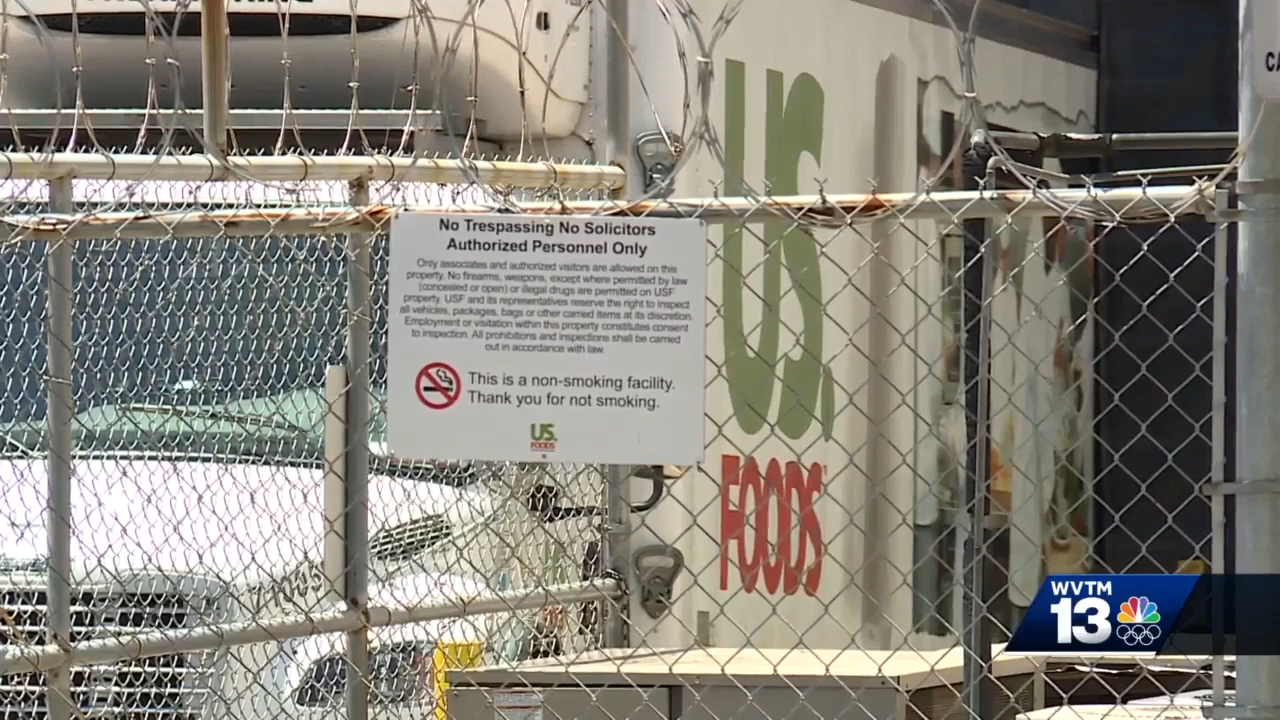 No Trespassing No Solicitors
Authorized Personnel Only
Only associates and authorized visitors are allowed on this
property. No firearms, weapons, except where permitted by law
(concealed or open) or illegal drugs are permitted on USF
property. USF and its representatives reserve the right to inspect
all vehicles, packages, bags or other carried items at its discretion.
Employment or visitation within this property constitutes consent
to inspection. All prohibitions and inspections shall be carried
out in accordance with law.
This is a non-smoking facility.
Thank you for not smoking.
US.
FOODS
US.
FOODS
CA
WVTM
13